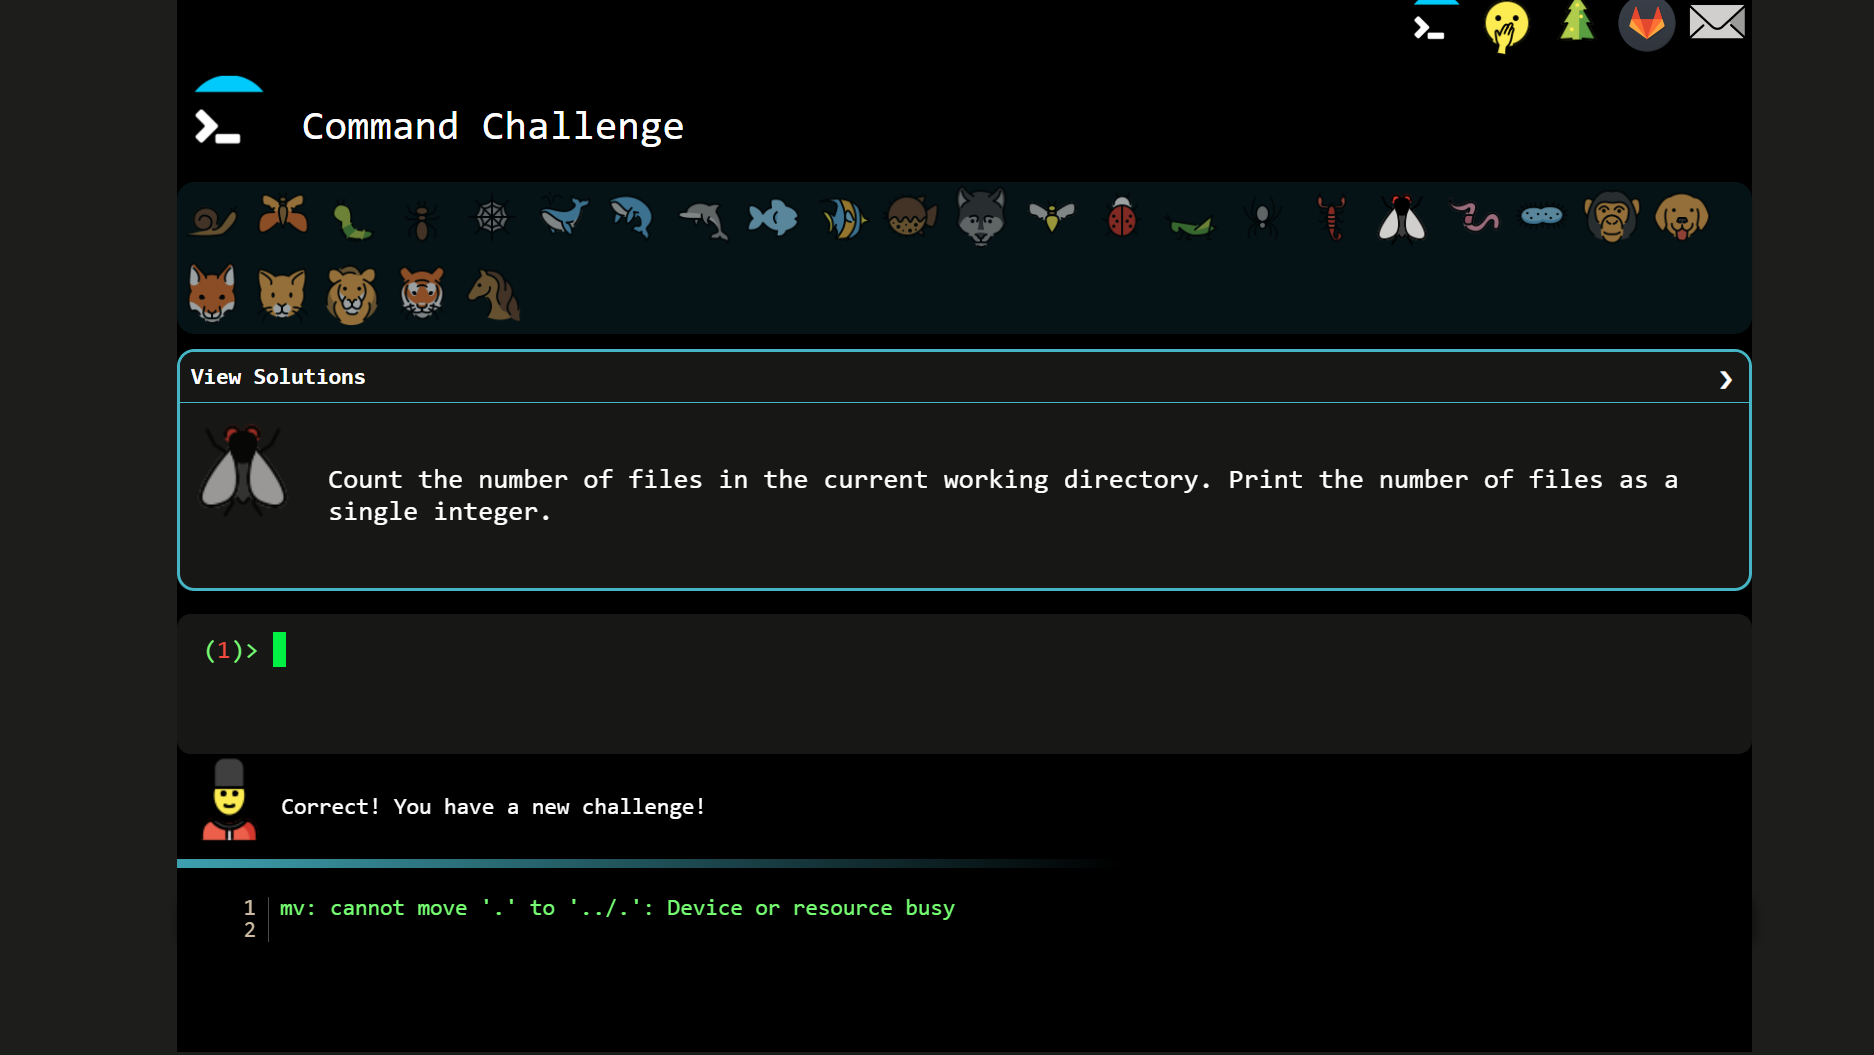 Command Challenge
View Solutions
Count the number of files in the current working directory. Print the number of files as a
single integer.
(1)>
Correct! You have a new challenge!
1 mv: cannot move '.' to '../.': Device or resource busy
2